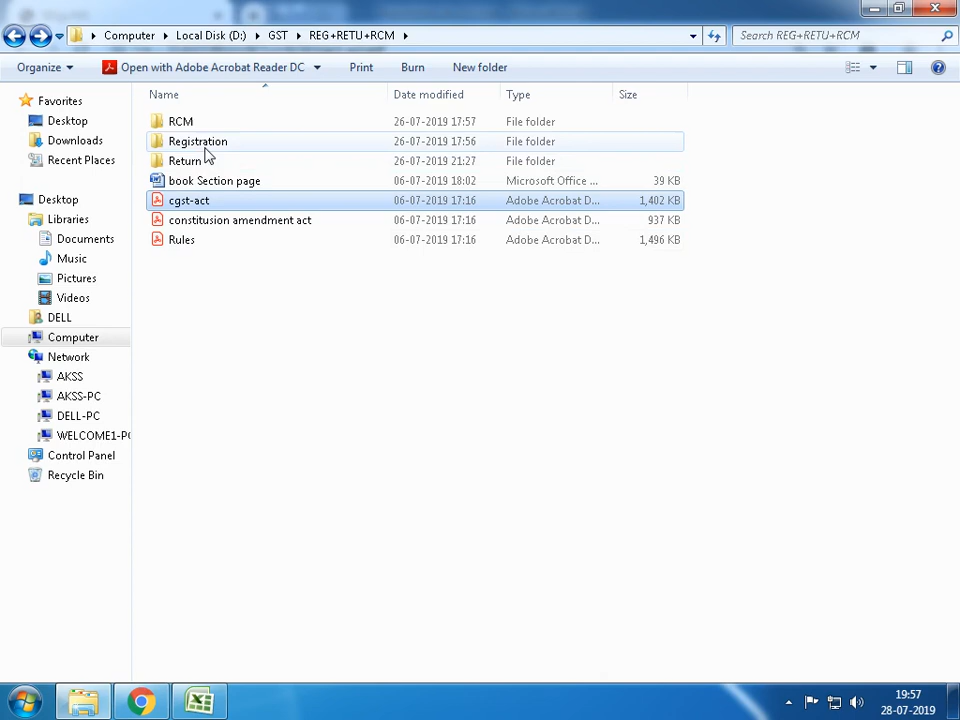 Computer ▸ Local Disk (D:) ▸ GST ▸ REG+RETU+RCM ▸
Search REG+RETU+RCM
Organize Open with Adobe Acrobat Reader DC Print Burn New folder
Name Date modified Type Size
Favorites
Desktop
Downloads
Recent Places
Desktop
Libraries
Documents
Music
Pictures
Videos
DELL
Computer
Network
AKSS
AKSS-PC
DELL-PC
WELCOME1-PC
Control Panel
Recycle Bin
RCM 26-07-2019 17:57 File folder
Registration 26-07-2019 17:56 File folder
Return 26-07-2019 21:27 File folder
book Section page 06-07-2019 18:02 Microsoft Office ... 39 KB
cgst-act 06-07-2019 17:16 Adobe Acrobat D... 1,402 KB
constitusion amendment act 06-07-2019 17:16 Adobe Acrobat D... 937 KB
Rules 06-07-2019 17:16 Adobe Acrobat D... 1,496 KB
19:57
28-07-2019